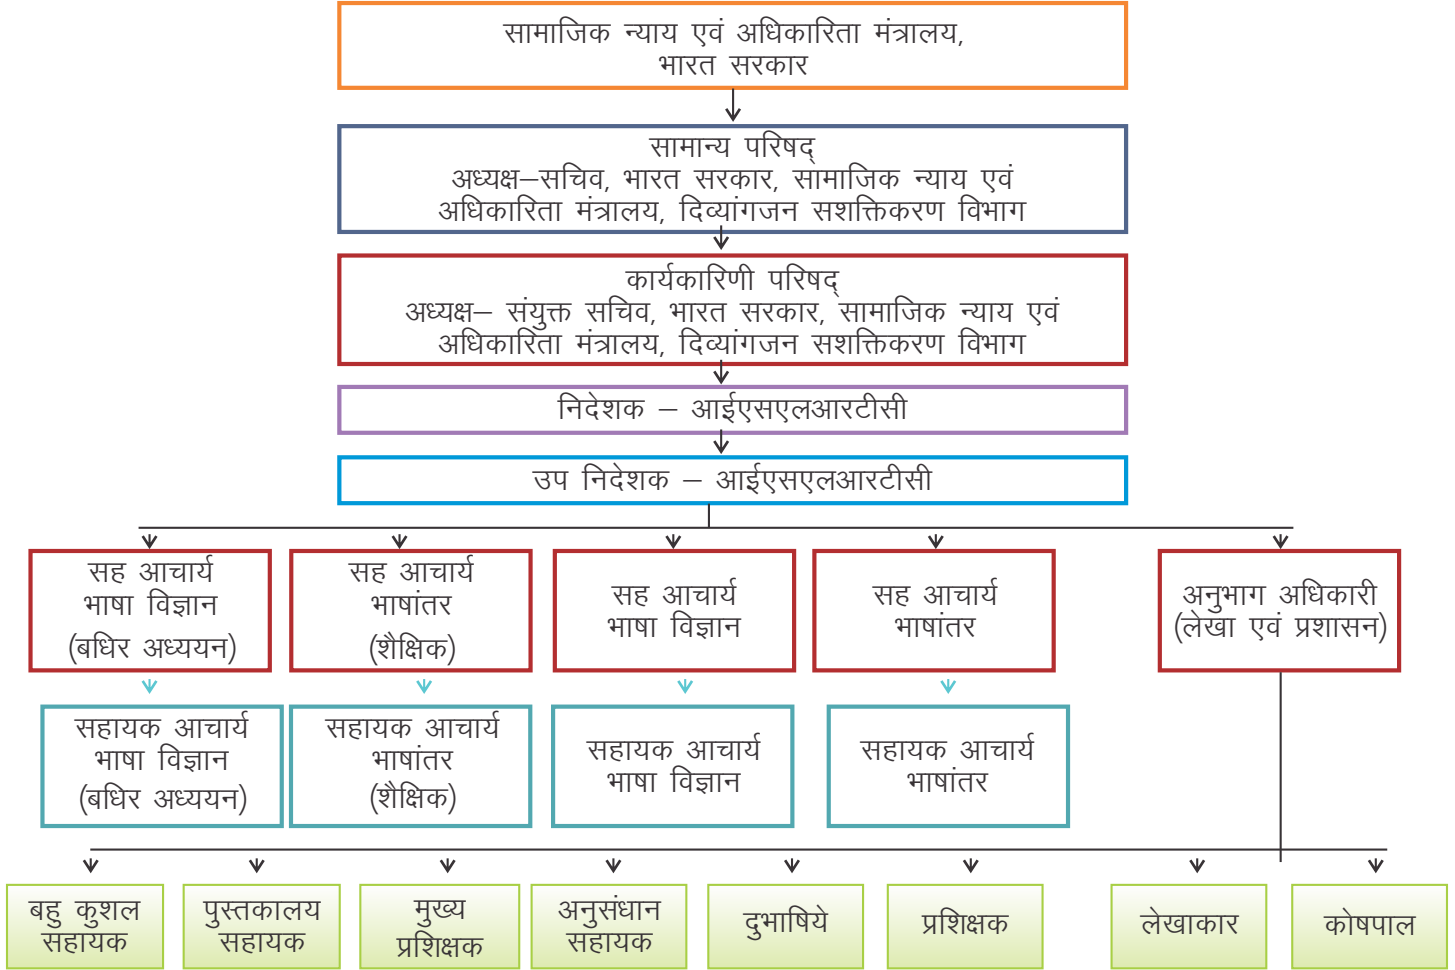 सामाजिक न्याय एवं अधिकारिता मंत्रालय,
भारत सरकार
सामान्य परिषद्
अध्यक्ष–सचिव, भारत सरकार, सामाजिक न्याय एवं
अधिकारिता मंत्रालय, दिव्यांगजन सशक्तिकरण विभाग
कार्यकारिणी परिषद्
अध्यक्ष– संयुक्त सचिव, भारत सरकार, सामाजिक न्याय एवं
अधिकारिता मंत्रालय, दिव्यांगजन सशक्तिकरण विभाग
निदेशक – आईएसएलआरटीसी
उप निदेशक – आईएसएलआरटीसी
सह आचार्य
भाषा विज्ञान
(बधिर अध्ययन)
सह आचार्य
भाषांतर
(शैक्षिक)
सह आचार्य
भाषा विज्ञान
सह आचार्य
भाषांतर
अनुभाग अधिकारी
(लेखा एवं प्रशासन)
सहायक आचार्य
भाषा विज्ञान
(बधिर अध्ययन)
सहायक आचार्य
भाषांतर
(शैक्षिक)
सहायक आचार्य
भाषा विज्ञान
सहायक आचार्य
भाषांतर
बहु कुशल
सहायक
पुस्तकालय
सहायक
मुख्य
प्रशिक्षक
अनुसंधान
सहायक
दुभाषिये
प्रशिक्षक
लेखाकार
कोषपाल